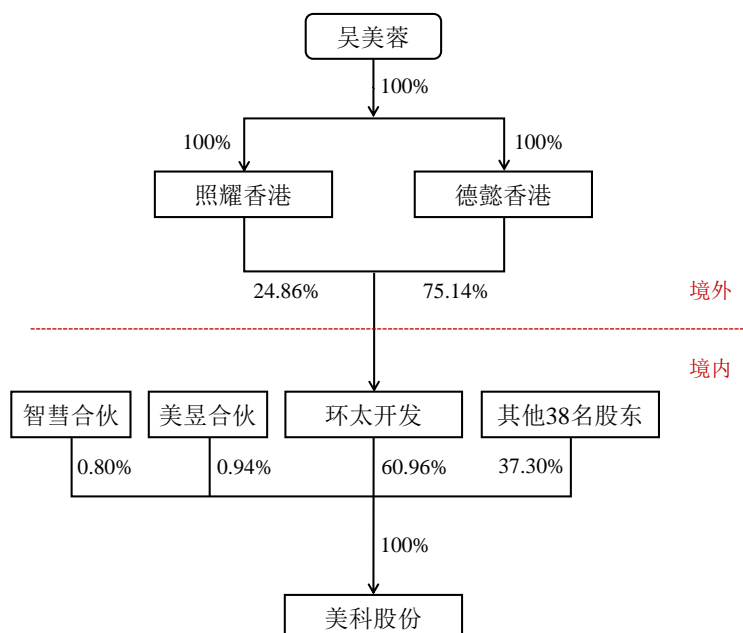 吴美蓉
100%
100%
100%
照耀香港
德懿香港
24.86%
75.14%
境外
境内
智彗合伙
美昱合伙
环太开发
其他38名股东
0.80%
0.94%
60.96%
37.30%
100%
美科股份